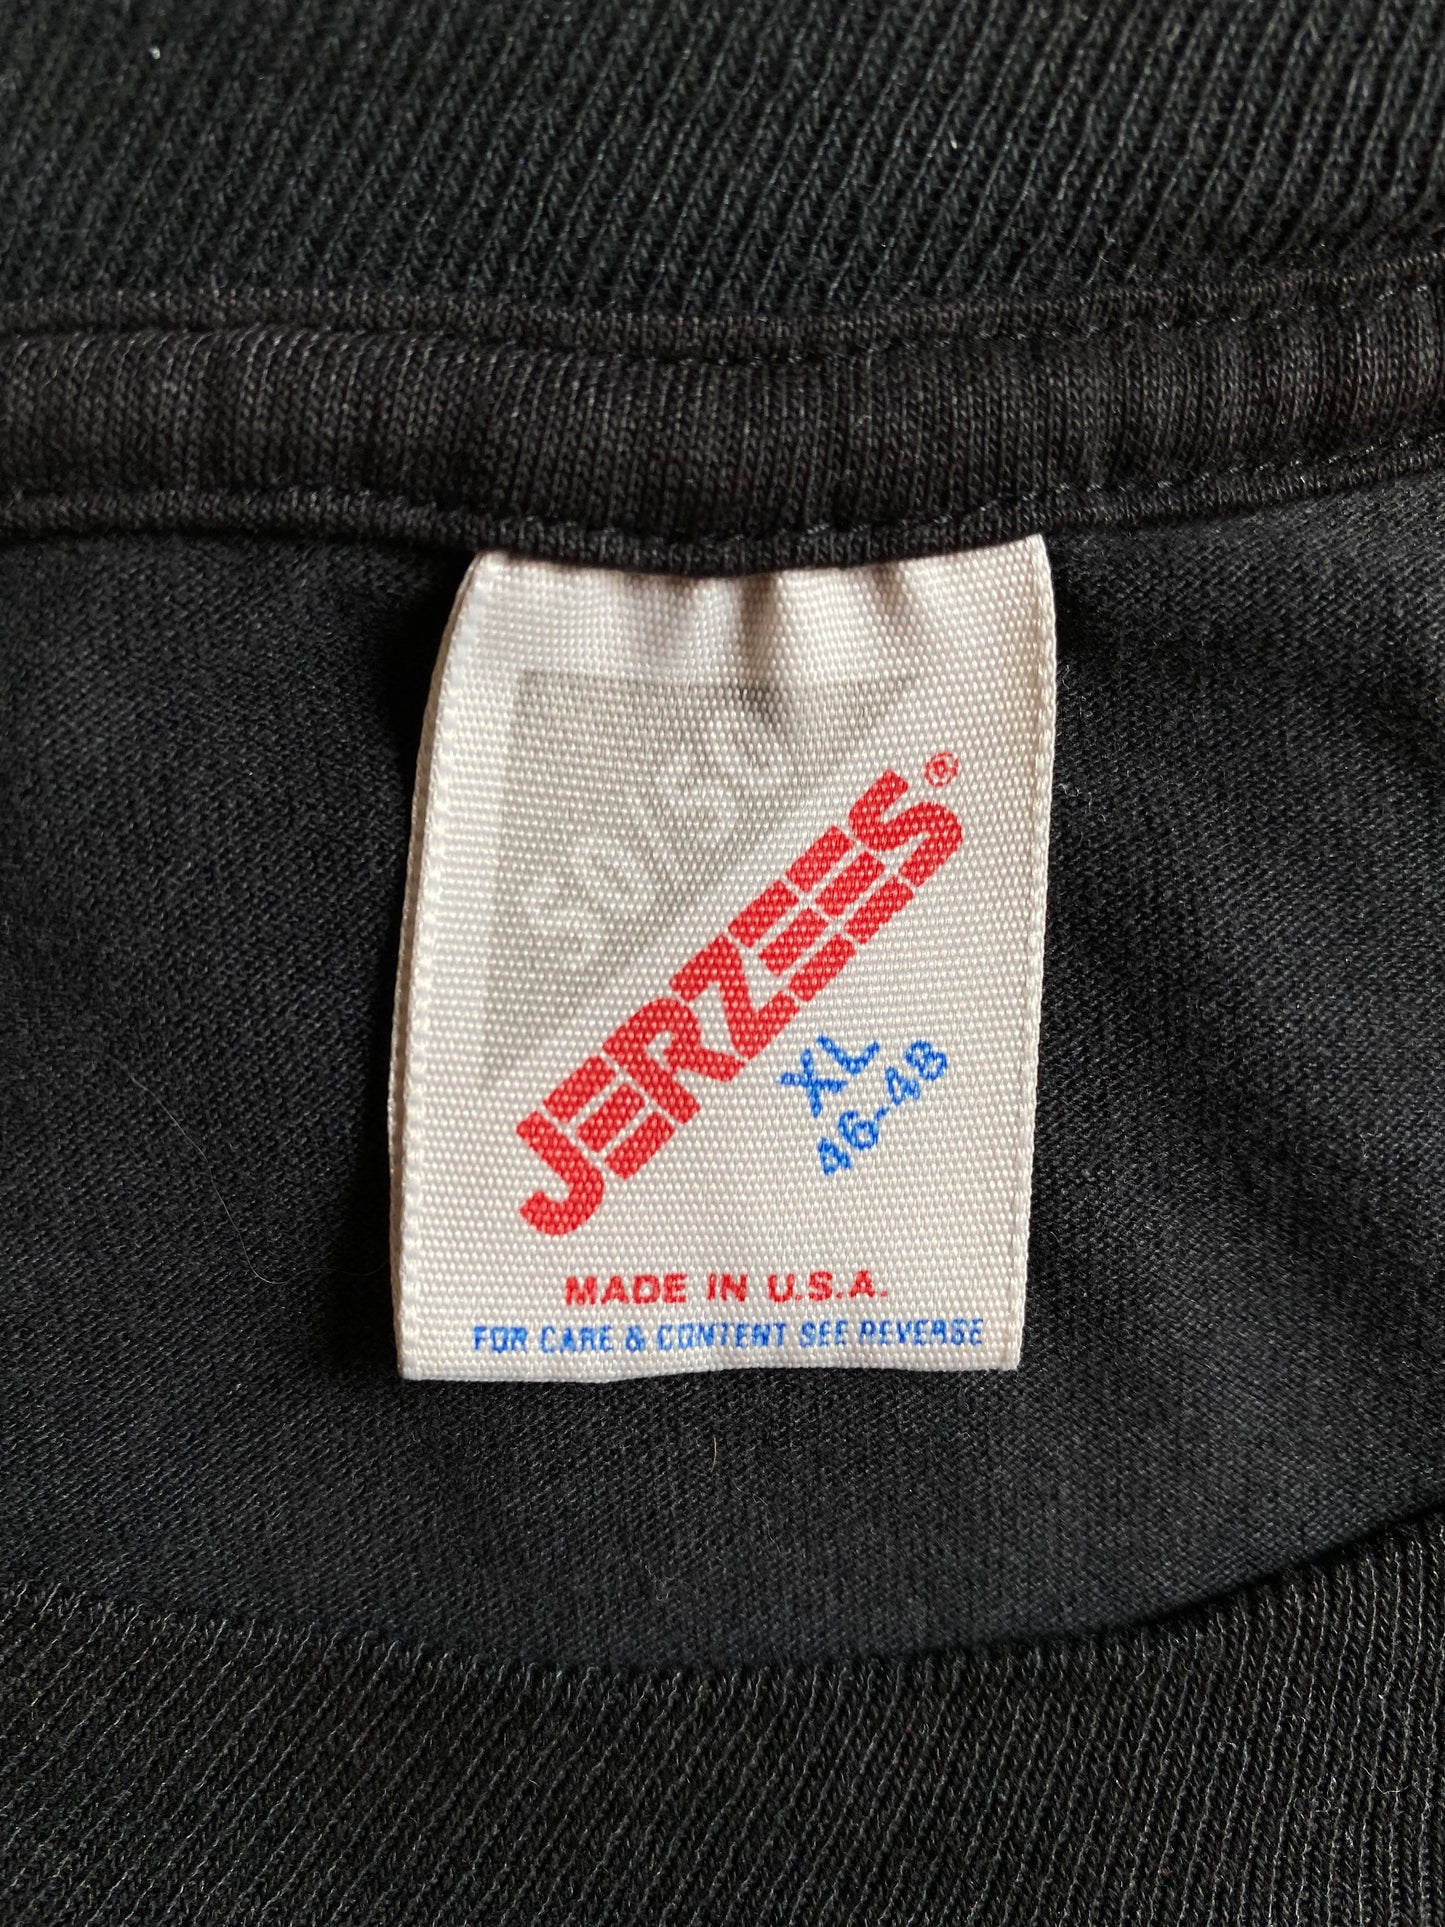 JERZEES®
XL
46-48
MADE IN U.S.A.
FOR CARE & CONTENT SEE REVERSE